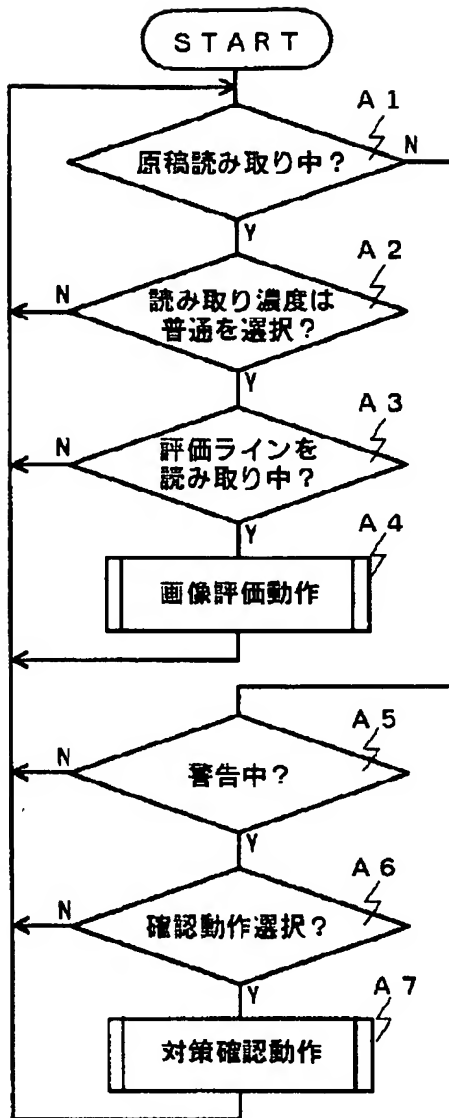 START
A1
原稿読み取り中？
N
Y
A2
N
読み取り濃度は
普通を選択？
Y
A3
N
評価ラインを
読み取り中？
Y
A4
画像評価動作
A5
N
警告中？
Y
A6
N
確認動作選択？
Y
A7
対策確認動作